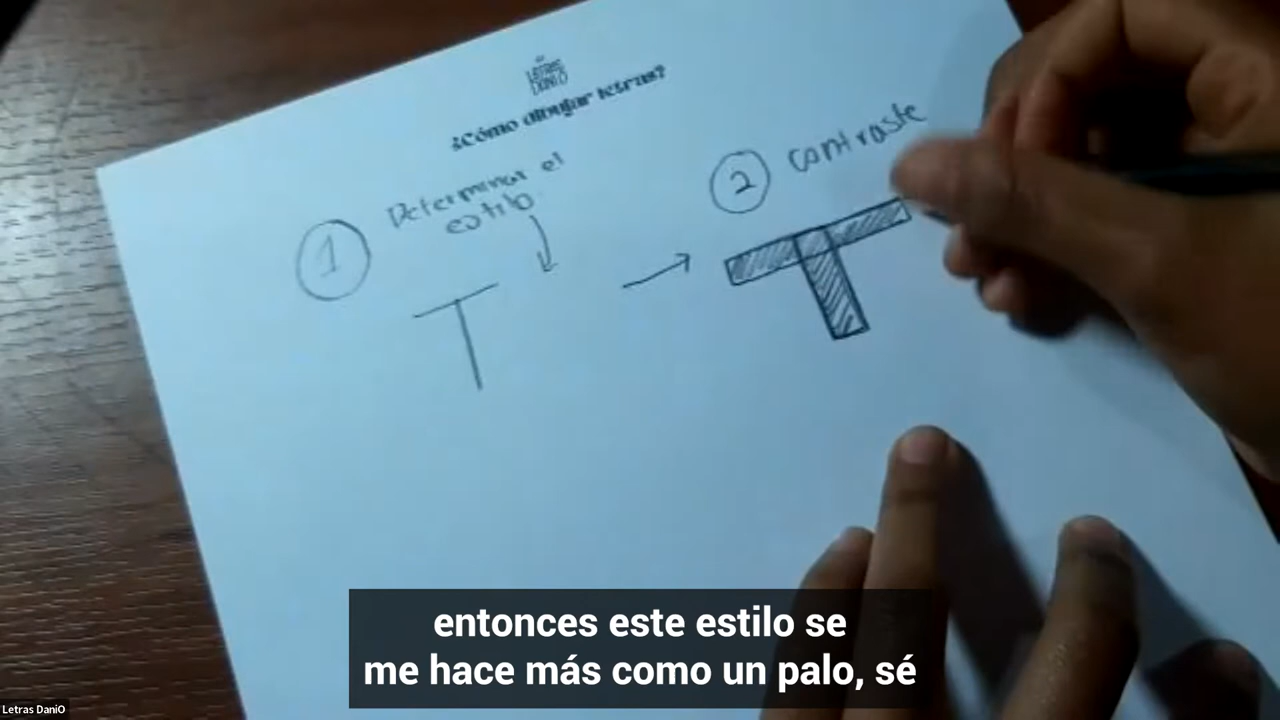 LETRAS
DANIO
¿Cómo dibujar letras?
1
Determinar el
estilo
T
2
contraste
T
entonces este estilo se
me hace más como un palo, sé
Letras DaniO